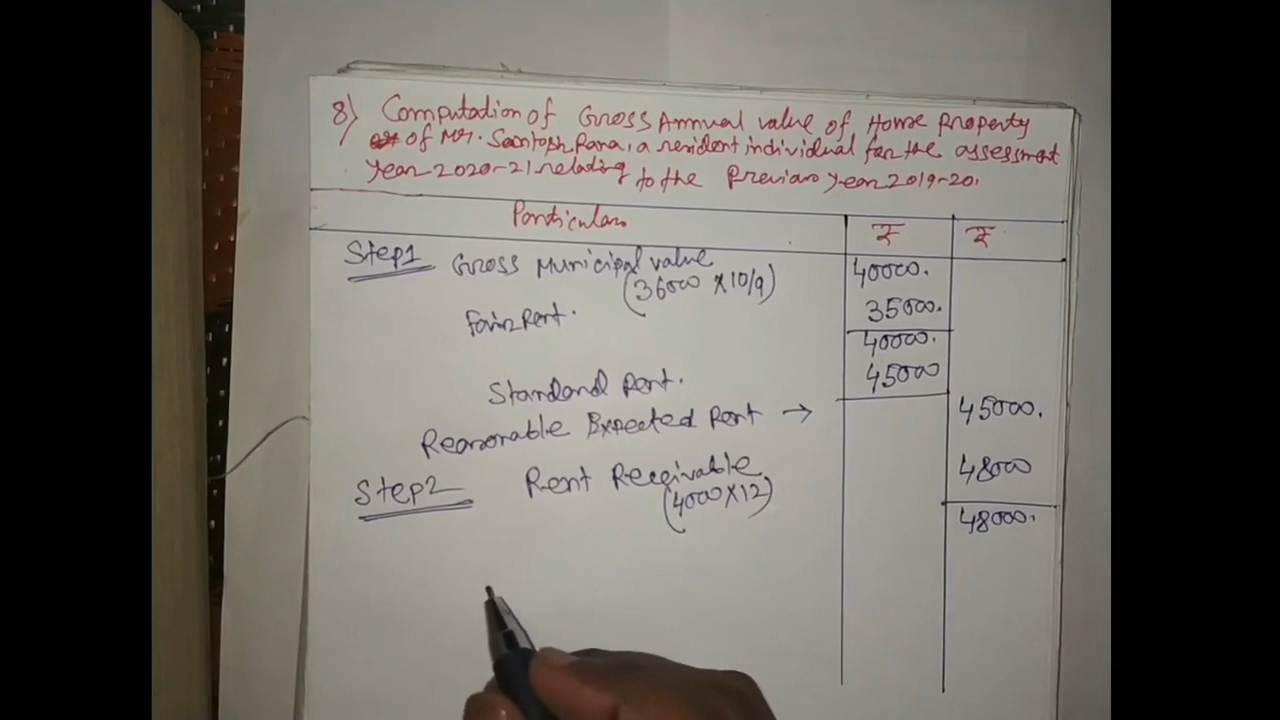 8) Computation of Gross Annual value of House Property
of Mr. Santosh Rana, a resident individual for the assessment
year 2020-21 relating to the Previous year 2019-20.
Particulars ₹ ₹
Step1 Gross Municipal value 40000.
(36000 × 10/9)
Fair Rent. 35000.
40000.
Standard Rent. 45000
Reasonable Expected Rent → 45000.
Step2 Rent Receivable 48000
(4000×12)
48000.